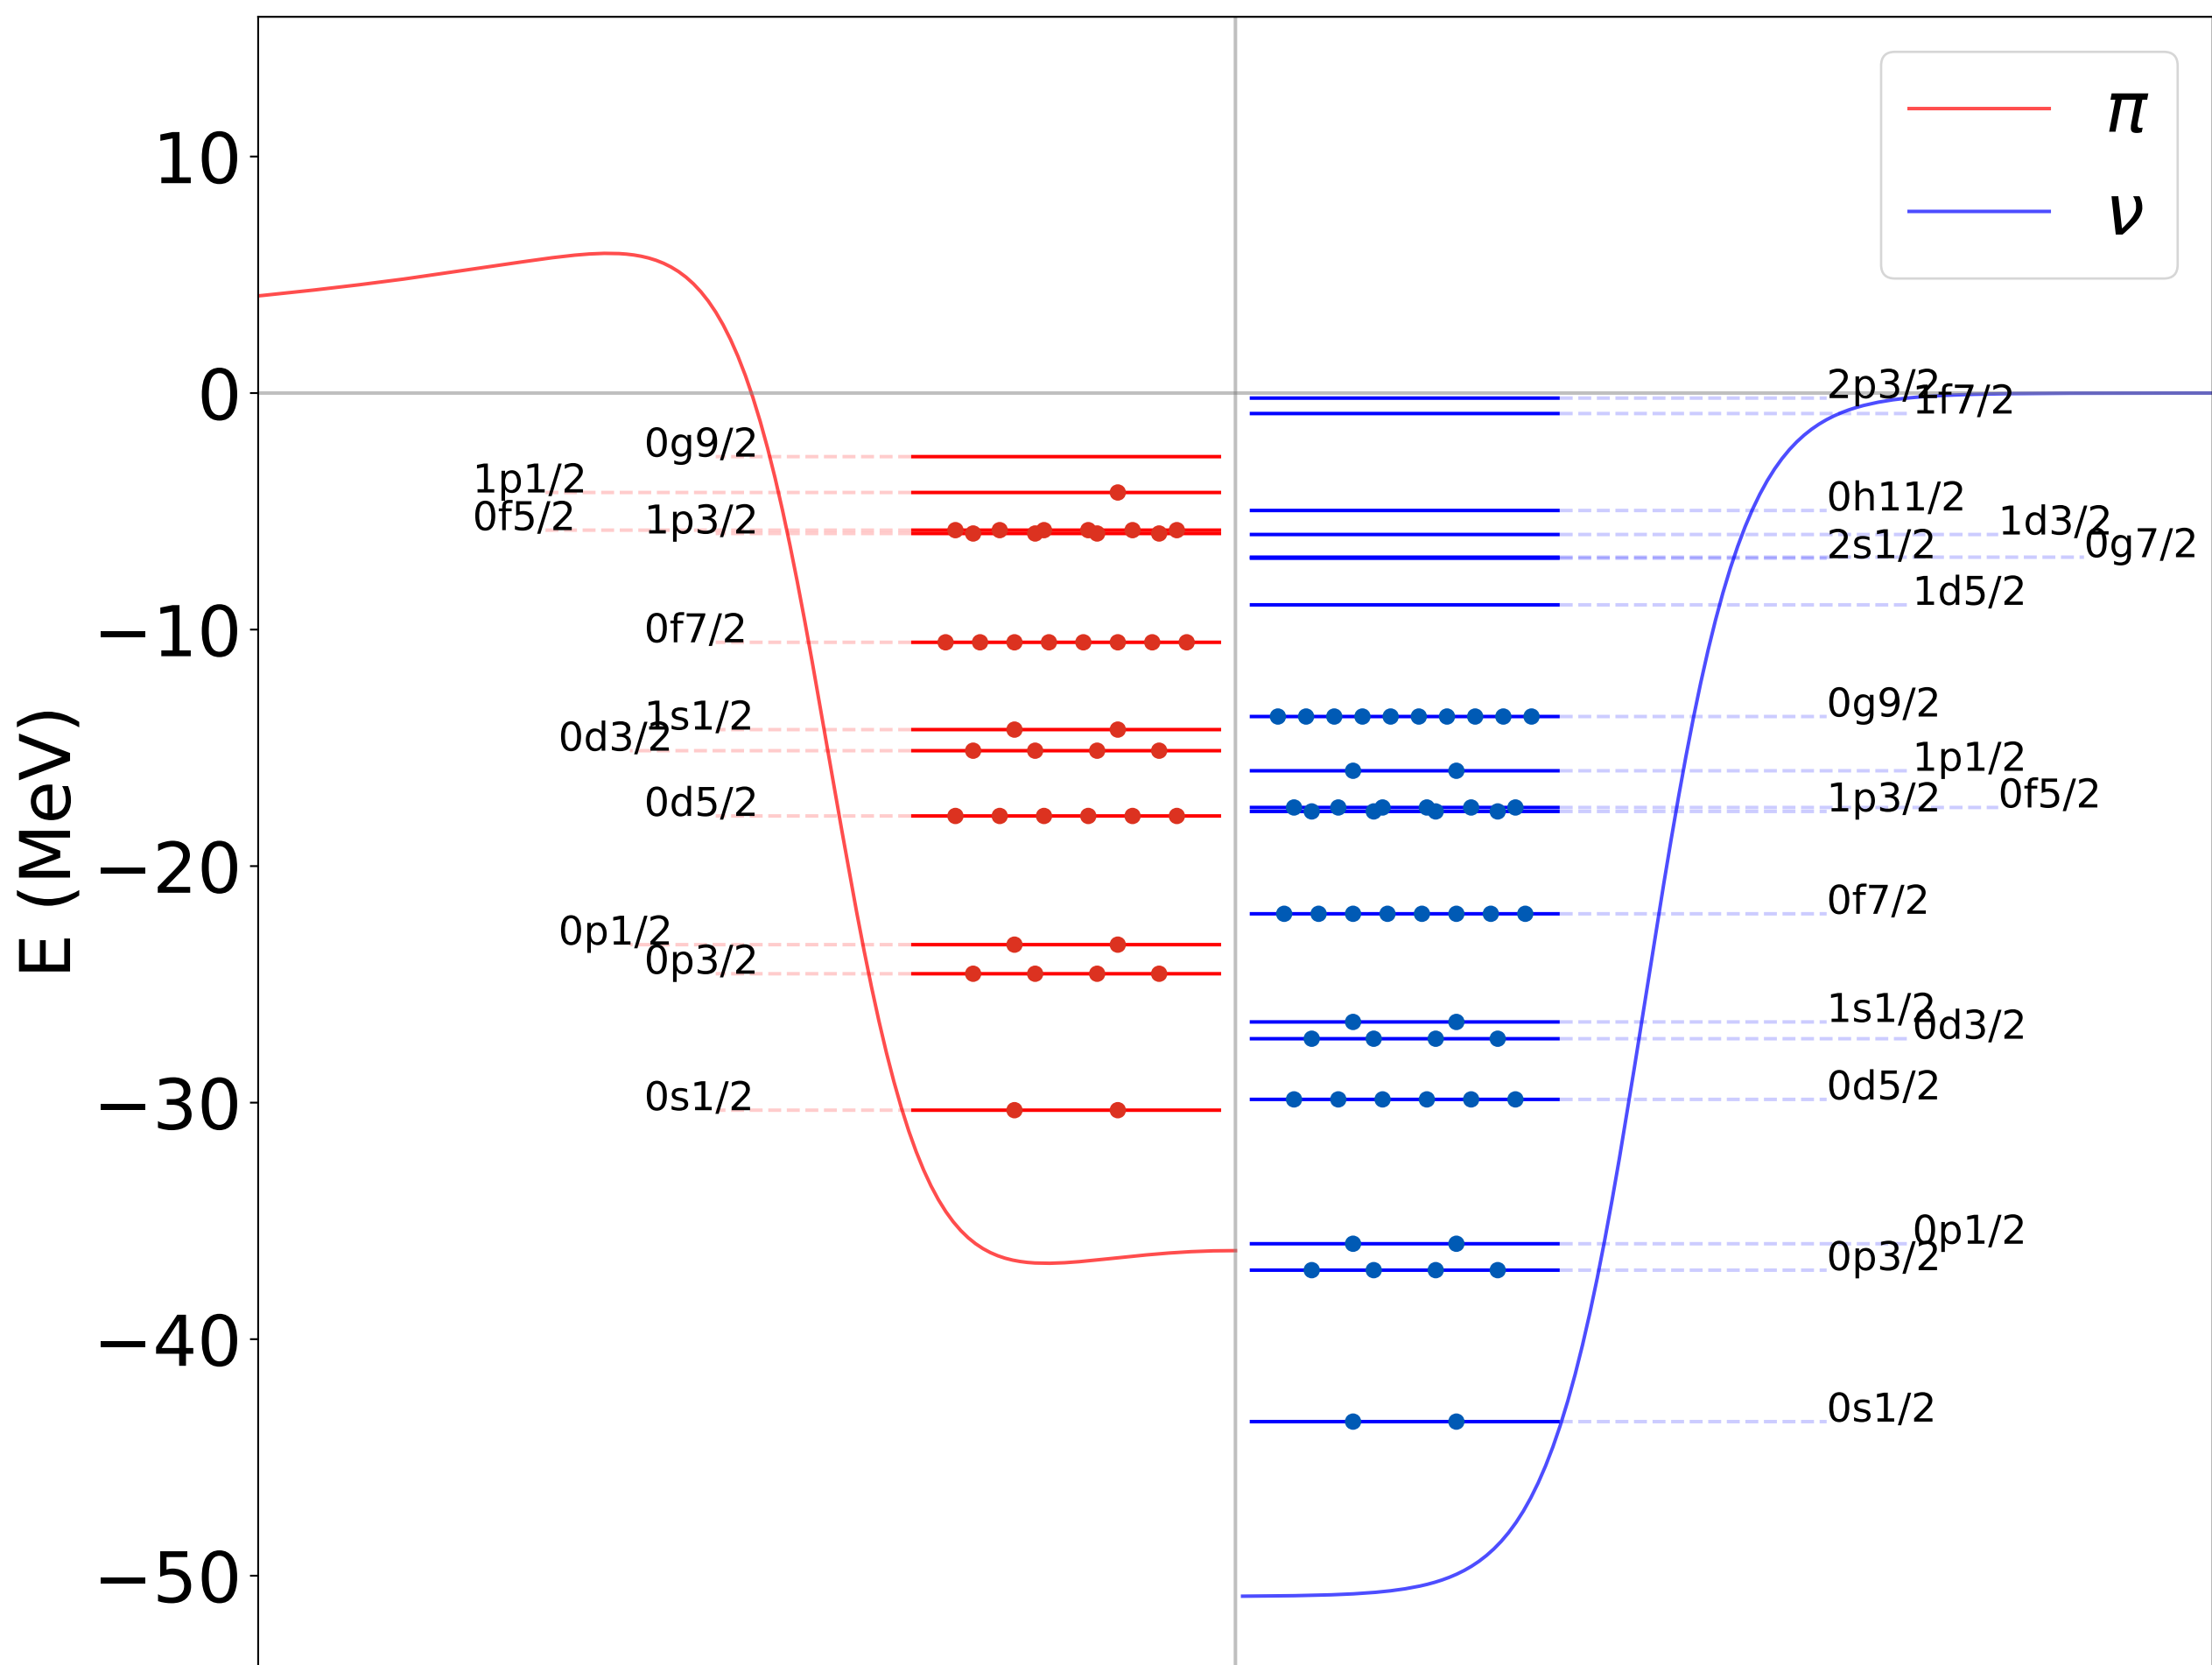 E (MeV)
10
0
−10
−20
−30
−40
−50
π
ν
0g9/2
1p1/2
0f5/2
1p3/2
0f7/2
1s1/2
0d3/2
0d5/2
0p1/2
0p3/2
0s1/2
2p3/2
1f7/2
0h11/2
1d3/2
2s1/2
0g7/2
1d5/2
0g9/2
1p1/2
1p3/2
0f5/2
0f7/2
1s1/2
0d3/2
0d5/2
0p1/2
0p3/2
0s1/2